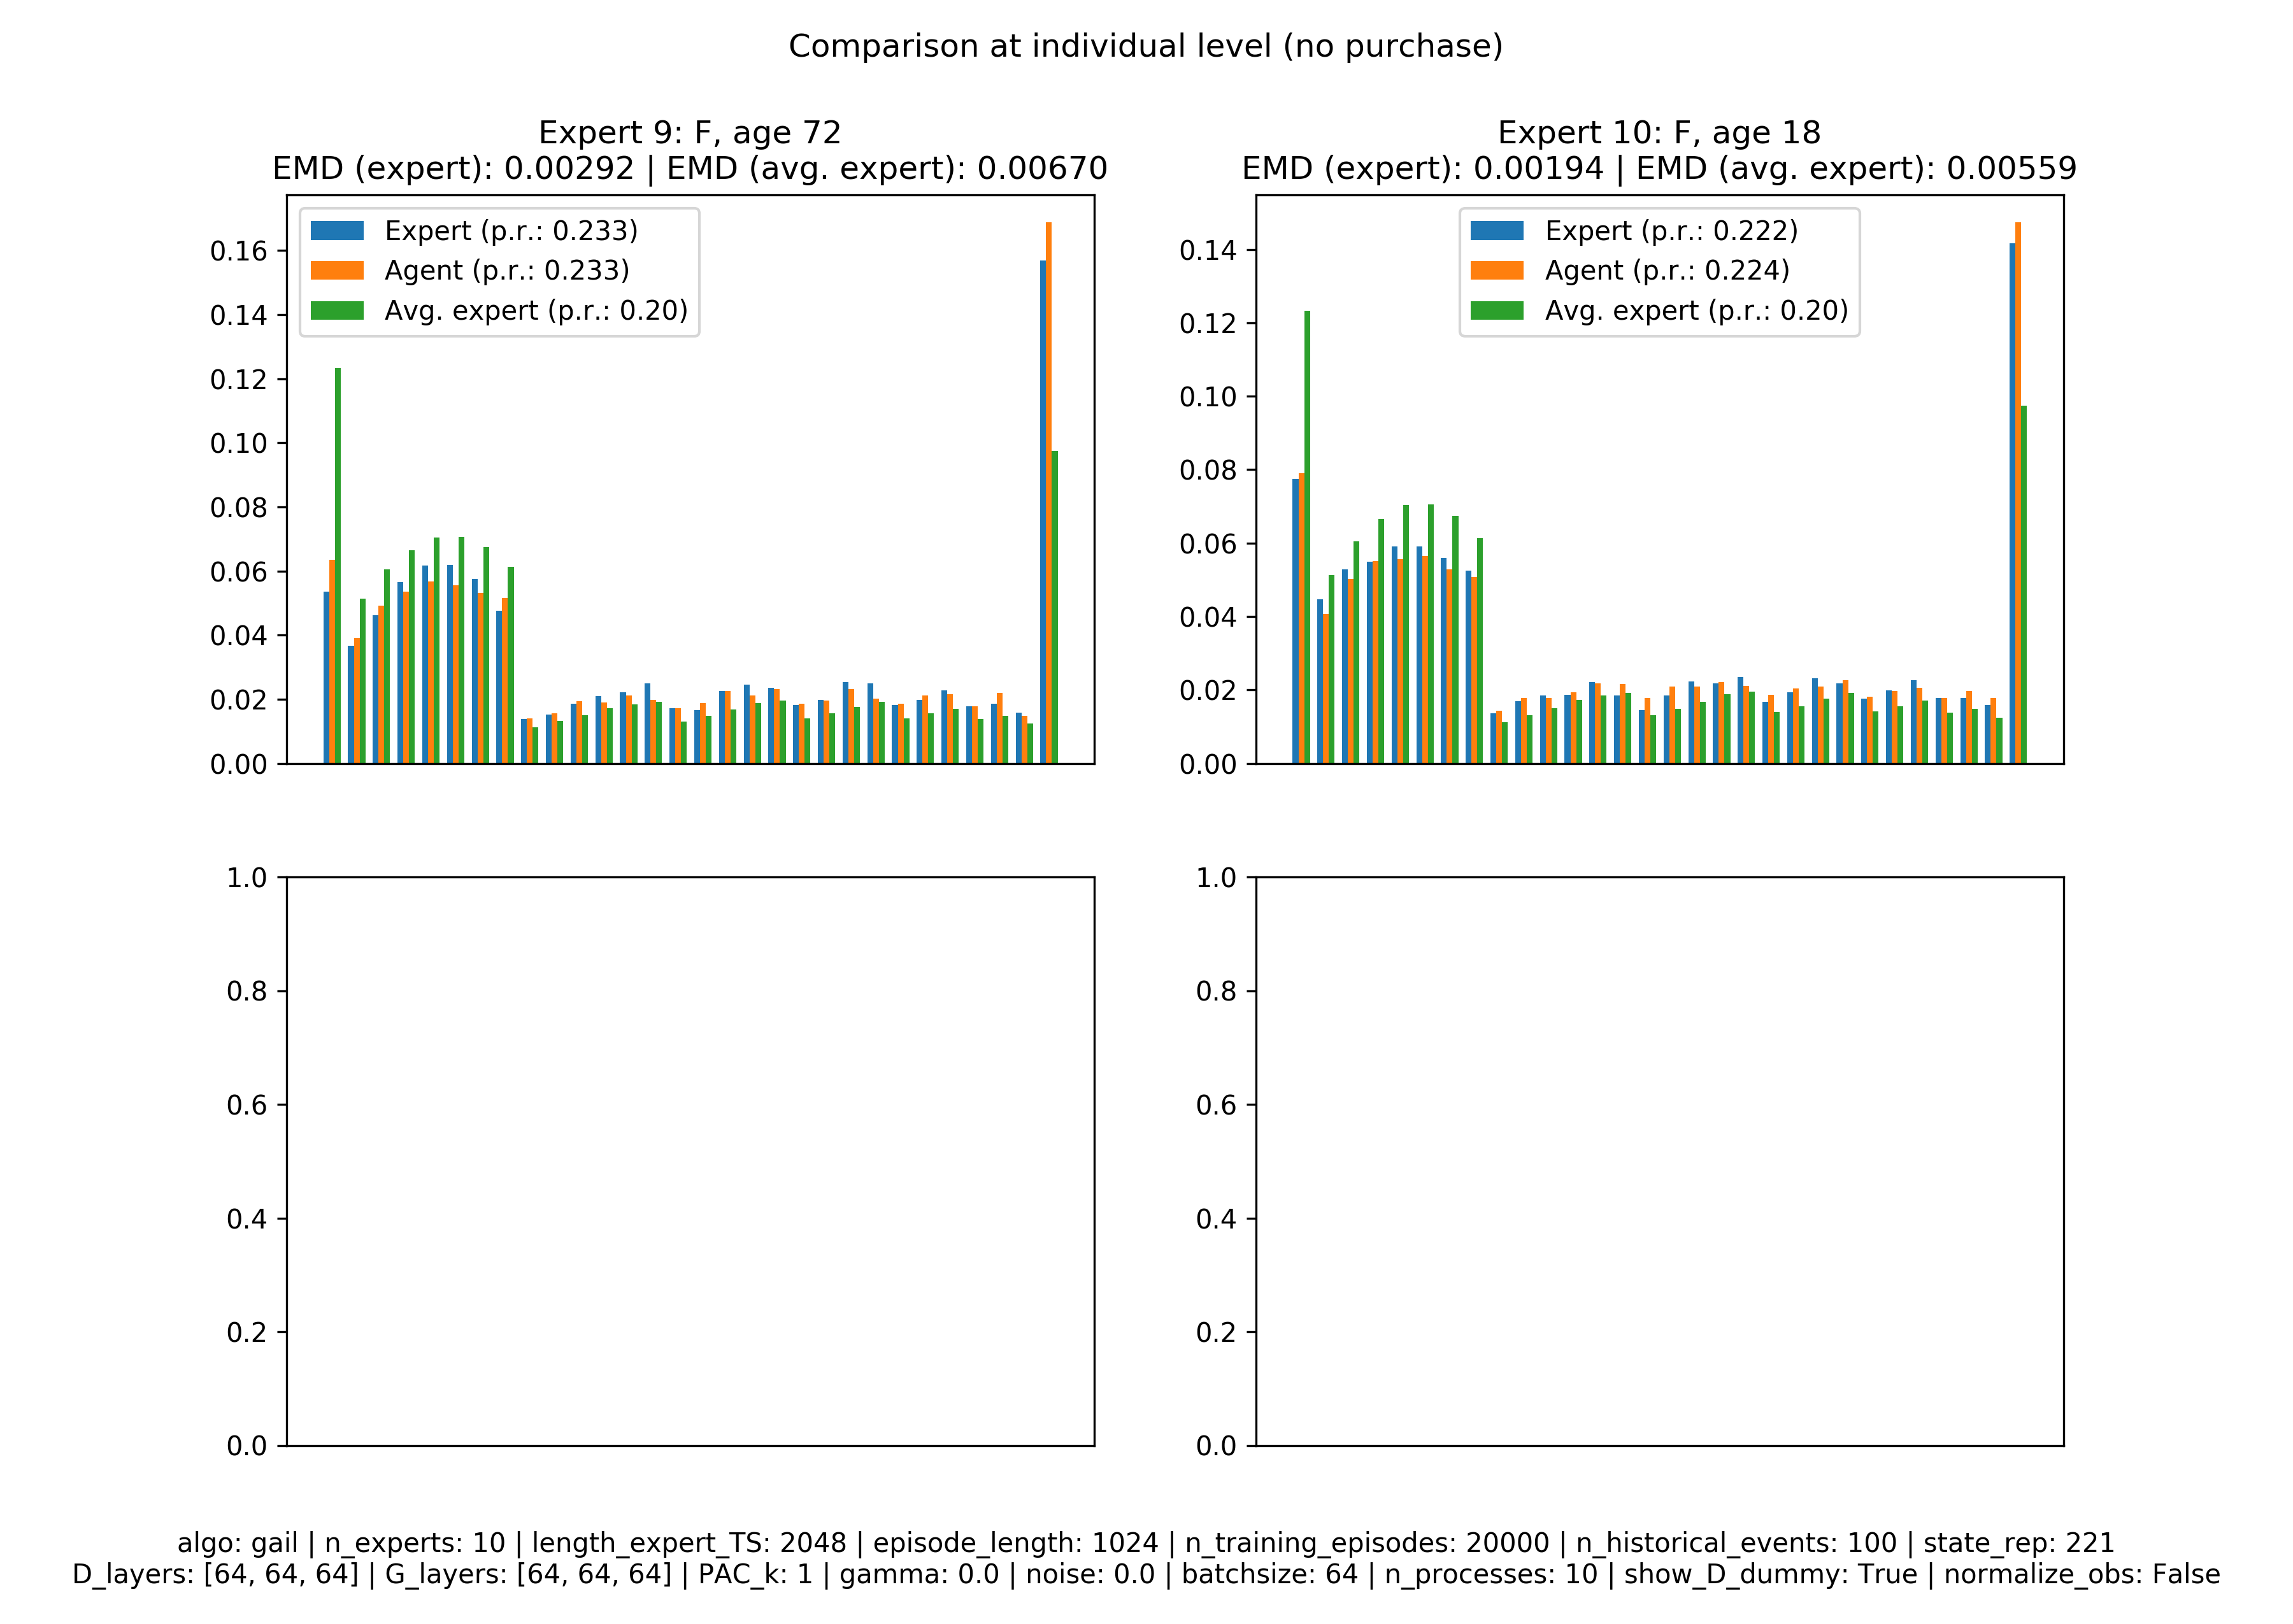 Comparison at individual level (no purchase)
Expert 9: F, age 72
EMD (expert): 0.00292 | EMD (avg. expert): 0.00670
Expert (p.r.: 0.233)
Agent (p.r.: 0.233)
Avg. expert (p.r.: 0.20)
0.16
0.14
0.12
0.10
0.08
0.06
0.04
0.02
0.00
Expert 10: F, age 18
EMD (expert): 0.00194 | EMD (avg. expert): 0.00559
Expert (p.r.: 0.222)
Agent (p.r.: 0.224)
Avg. expert (p.r.: 0.20)
0.14
0.12
0.10
0.08
0.06
0.04
0.02
0.00
1.0
0.8
0.6
0.4
0.2
0.0
1.0
0.8
0.6
0.4
0.2
0.0
algo: gail | n_experts: 10 | length_expert_TS: 2048 | episode_length: 1024 | n_training_episodes: 20000 | n_historical_events: 100 | state_rep: 221
D_layers: [64, 64, 64] | G_layers: [64, 64, 64] | PAC_k: 1 | gamma: 0.0 | noise: 0.0 | batchsize: 64 | n_processes: 10 | show_D_dummy: True | normalize_obs: False